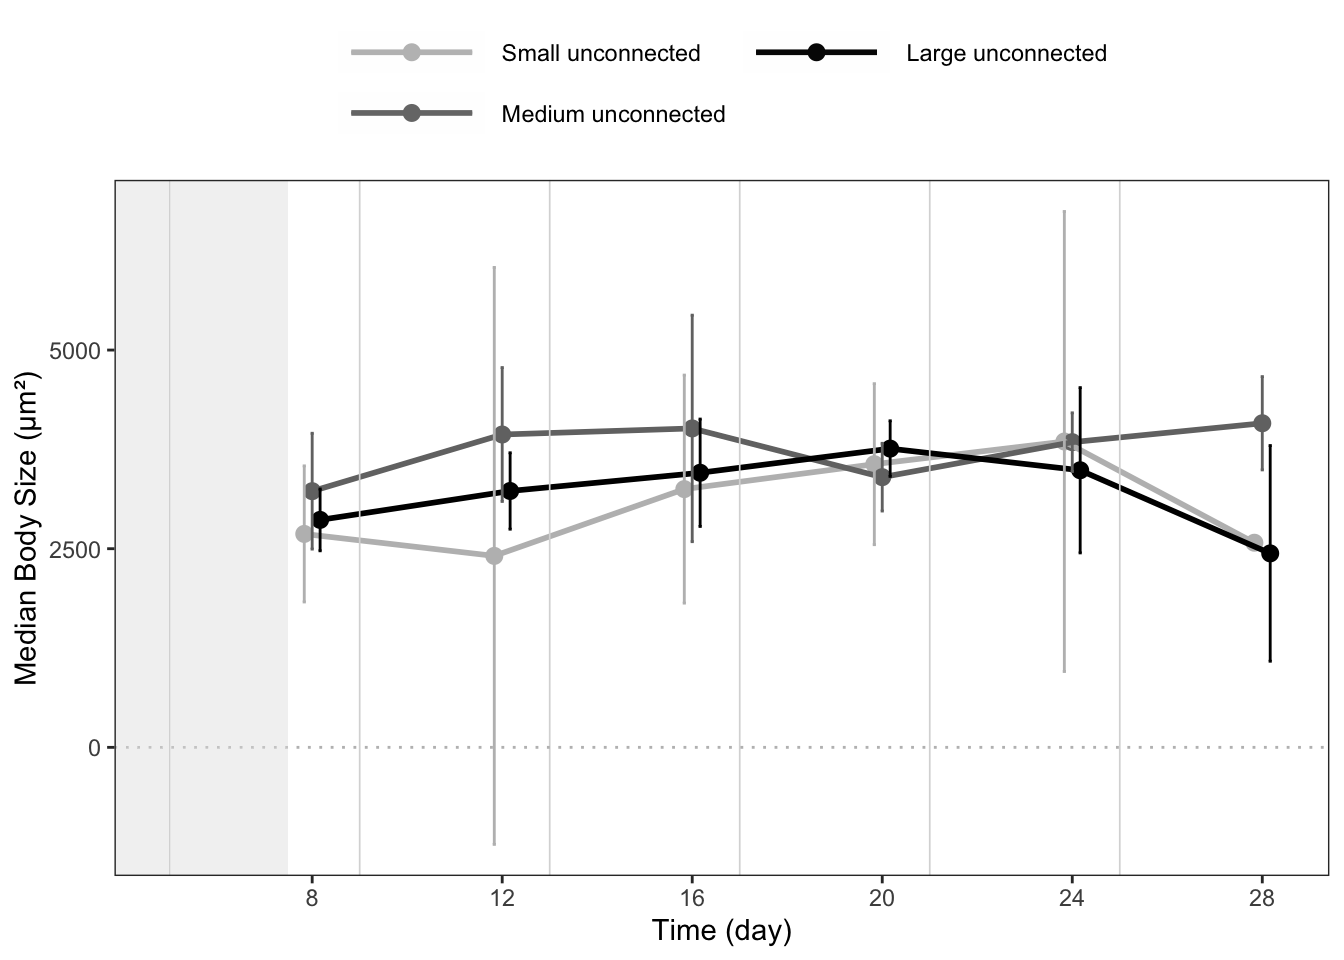 Small unconnected
Large unconnected
Medium unconnected
Median Body Size (μm²)
5000
2500
0
8 12 16 20 24 28
Time (day)